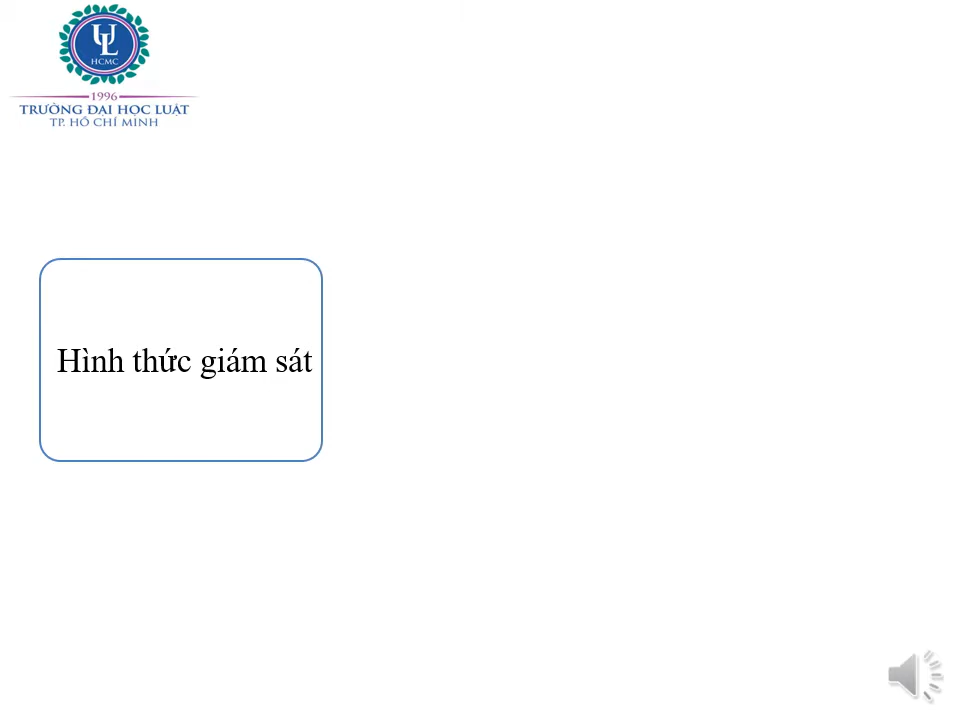 UL
HCMC
1996
TRƯỜNG ĐẠI HỌC LUẬT
TP. HỒ CHÍ MINH
Hình thức giám sát